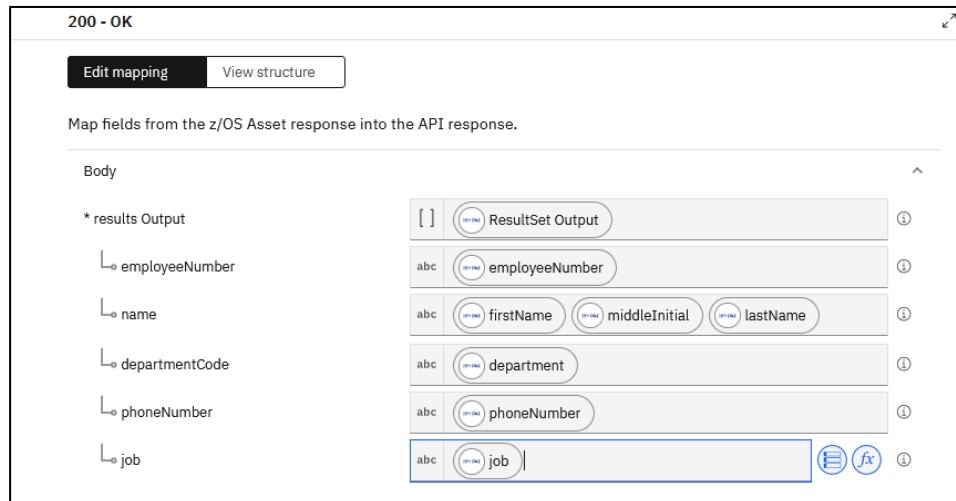 200 - OK
Edit mapping View structure
Map fields from the z/OS Asset response into the API response.
Body
* results Output [ ] ResultSet Output
employeeNumber abc employeeNumber
name abc firstName middleInitial lastName
departmentCode abc department
phoneNumber abc phoneNumber
job abc job fx